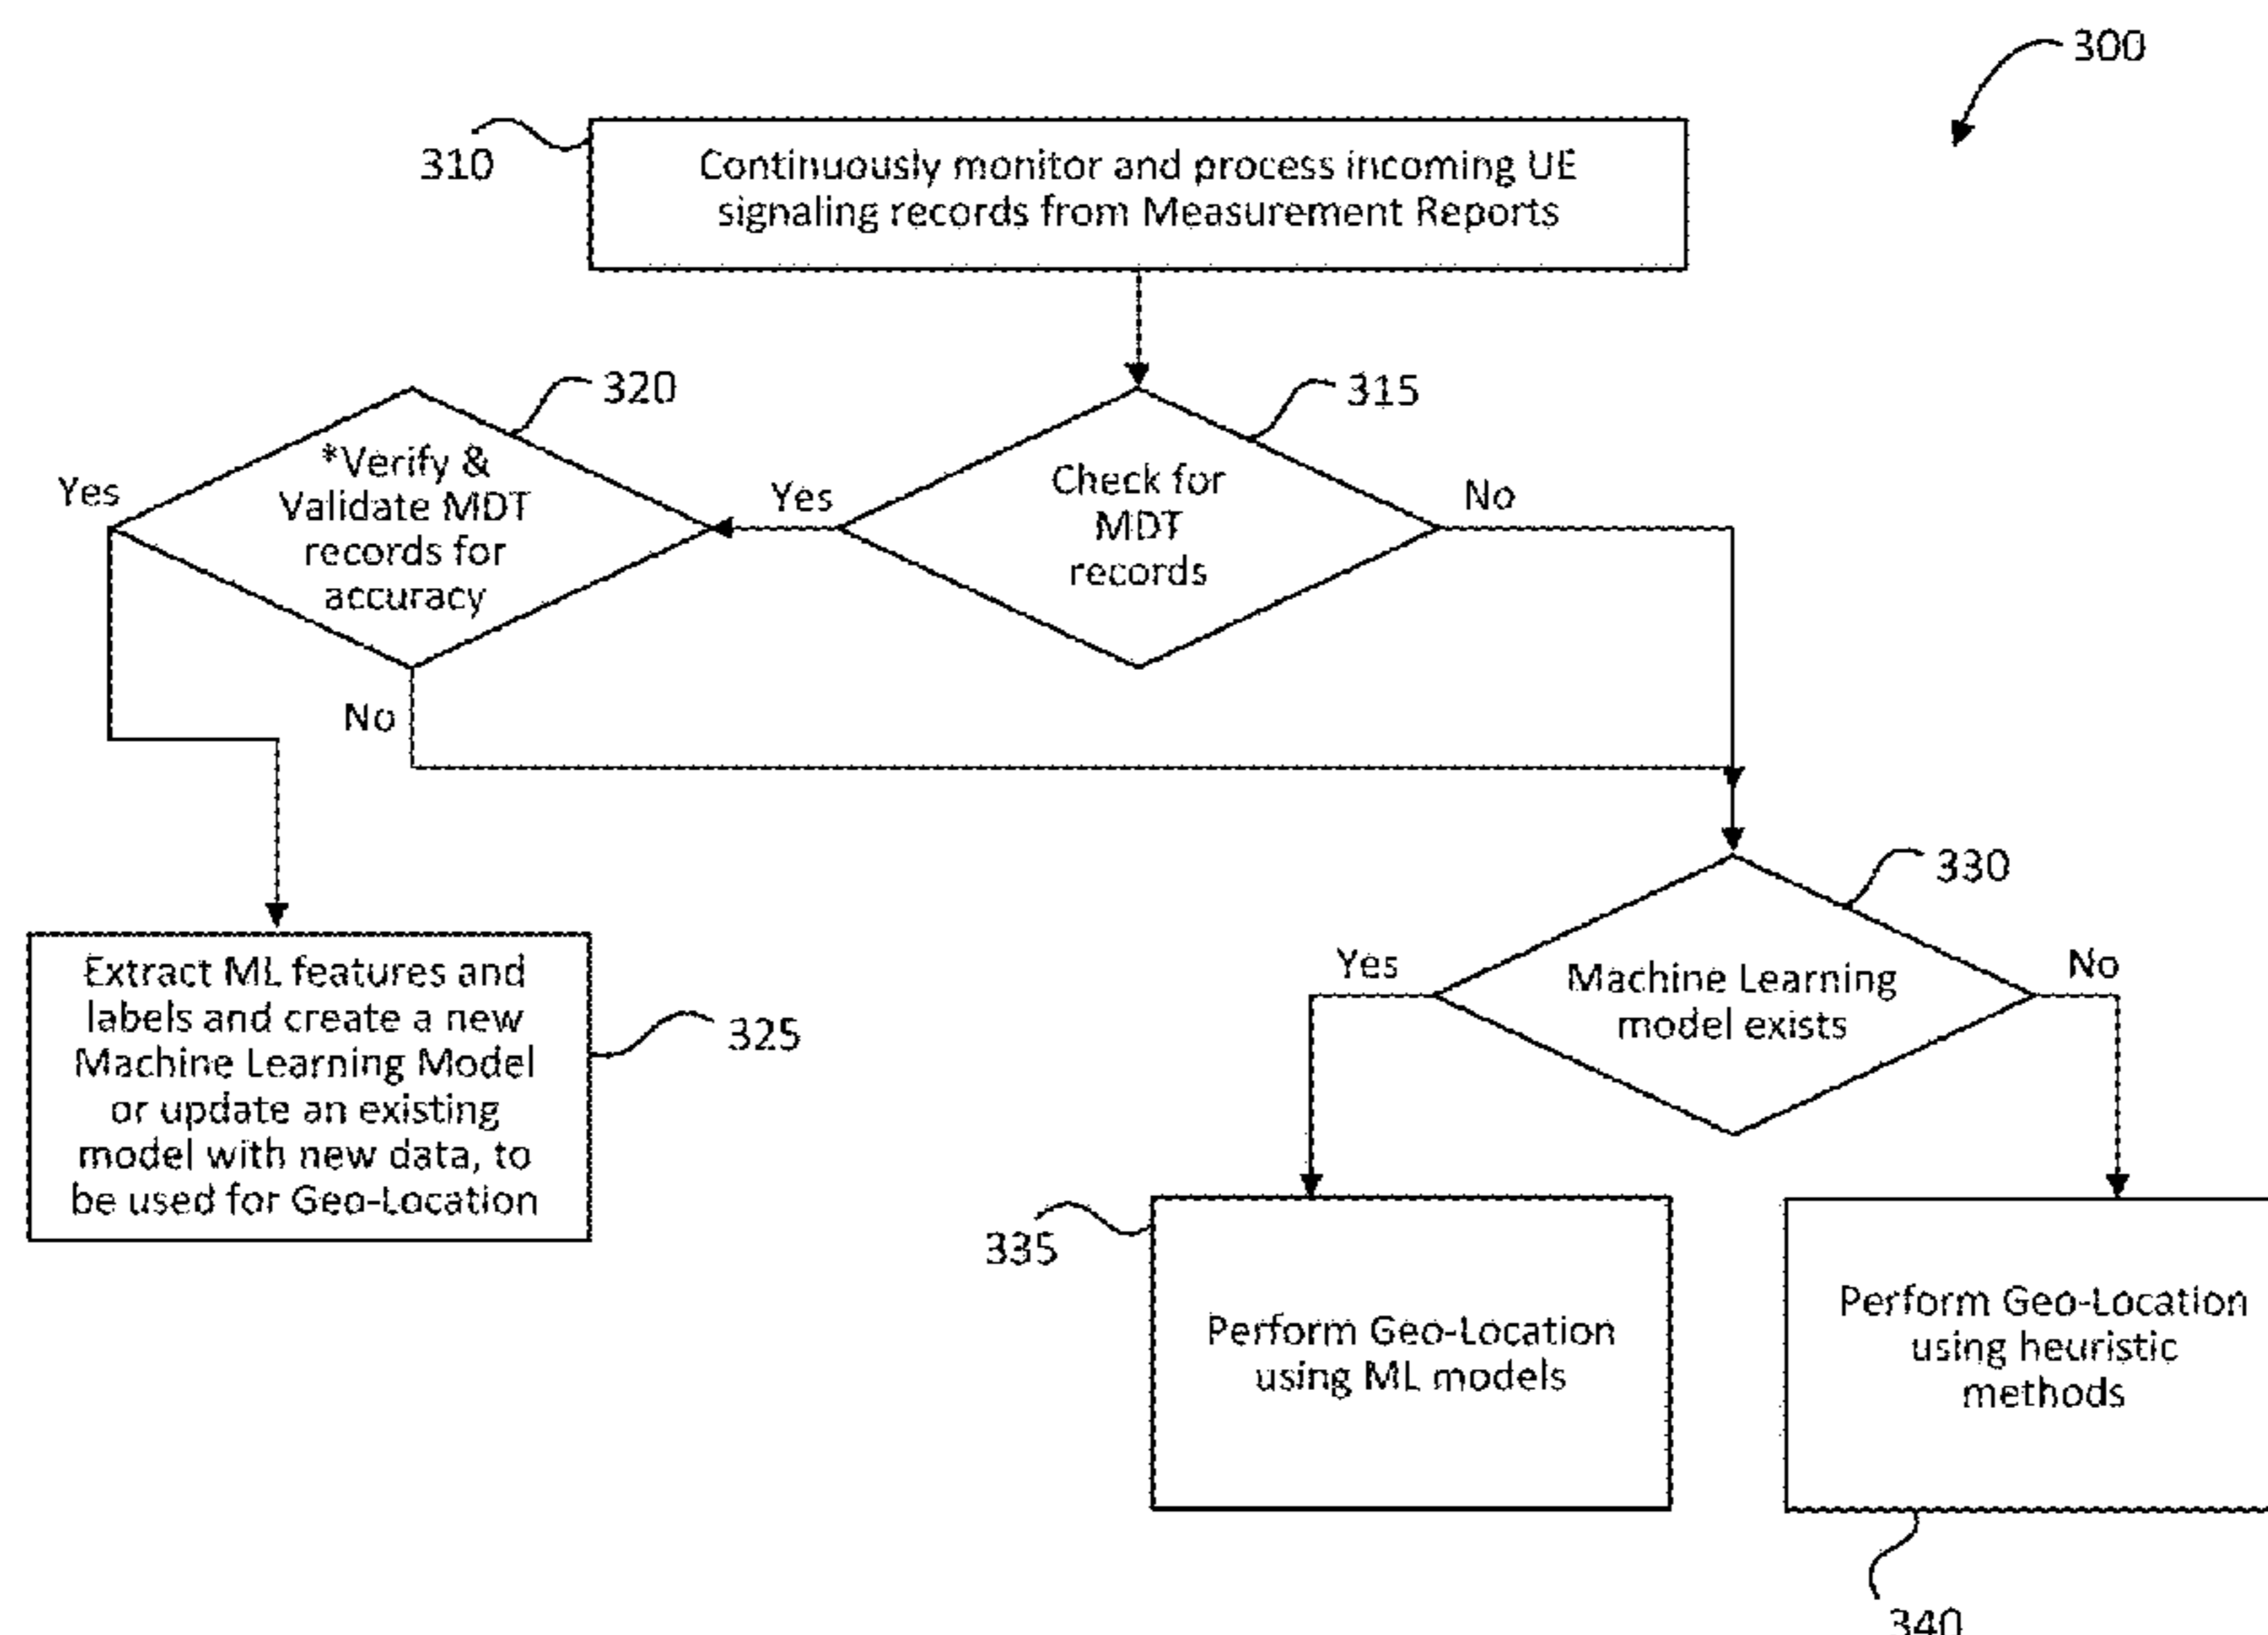 300
310
Continuously monitor and process incoming UE
signaling records from Measurement Reports
320
315
*Verify &
Validate MDT
records for
accuracy
Yes
Yes
Check for
MDT
records
No
No
330
Extract ML features and
labels and create a new
Machine Learning Model
or update an existing
model with new data, to
be used for Geo-Location
325
Yes
Machine Learning
model exists
No
335
Perform Geo-Location
using ML models
Perform Geo-Location
using heuristic
methods
340